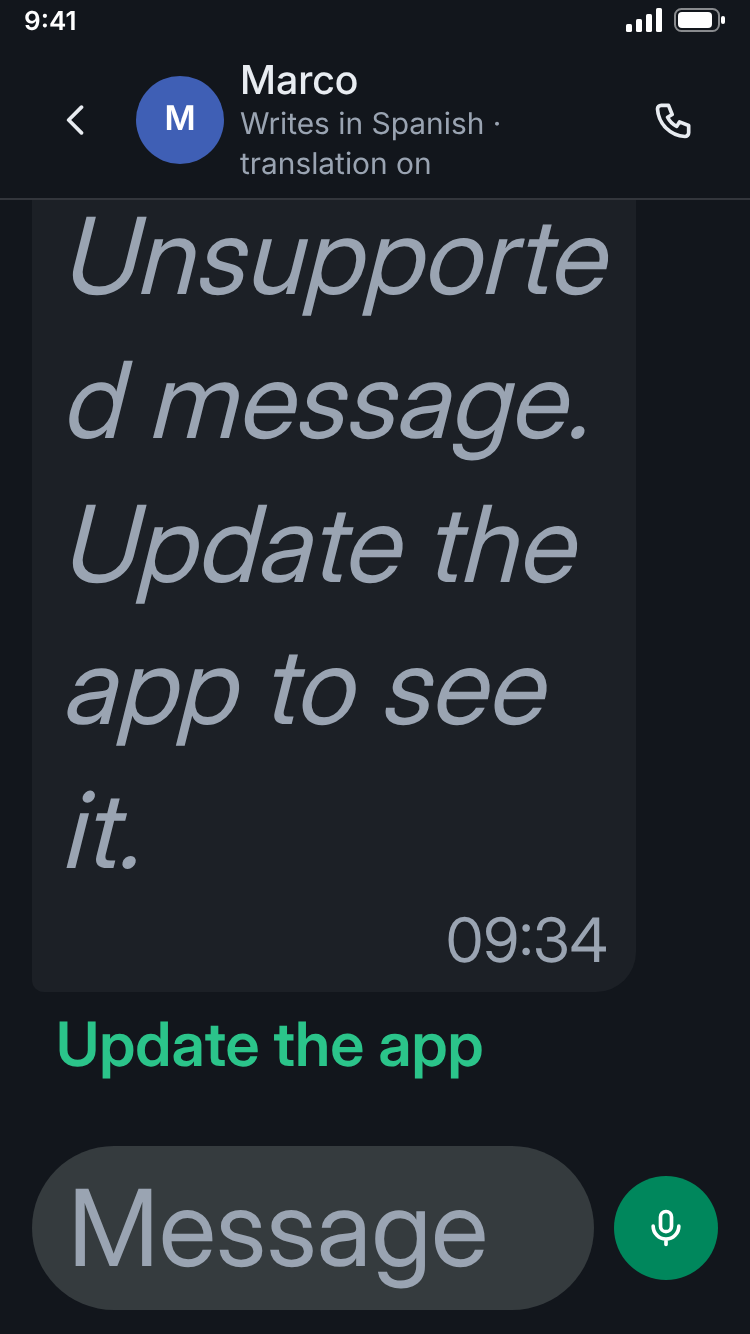 9:41
M
Marco
Writes in Spanish ·
translation on
Unsupporte
d message.
Update the
app to see
it.
09:34
Update the app
Message